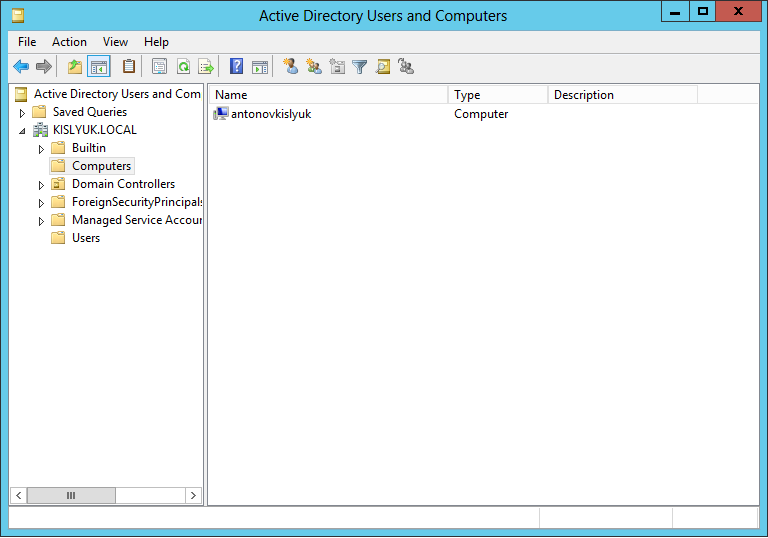 Active Directory Users and Computers
File Action View Help
Active Directory Users and Com
Saved Queries
KISLYUK.LOCAL
Builtin
Computers
Domain Controllers
ForeignSecurityPrincipals
Managed Service Accour
Users
Name Type Description
antonovkislyuk Computer